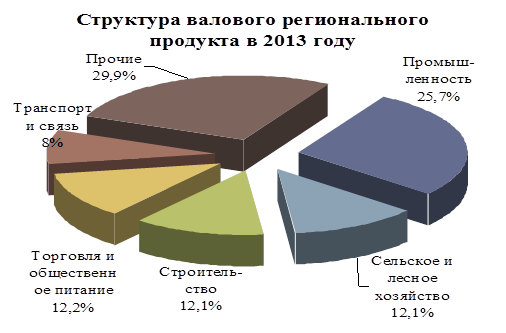 Структура валового регионального
продукта в 2013 году
Прочие
29,9%
Промыш-
ленность
25,7%
Транспорт
и связь
8%
Торговля и
общественн
ое питание
12,2%
Строитель-
ство
12,1%
Сельское и
лесное
хозяйство
12,1%